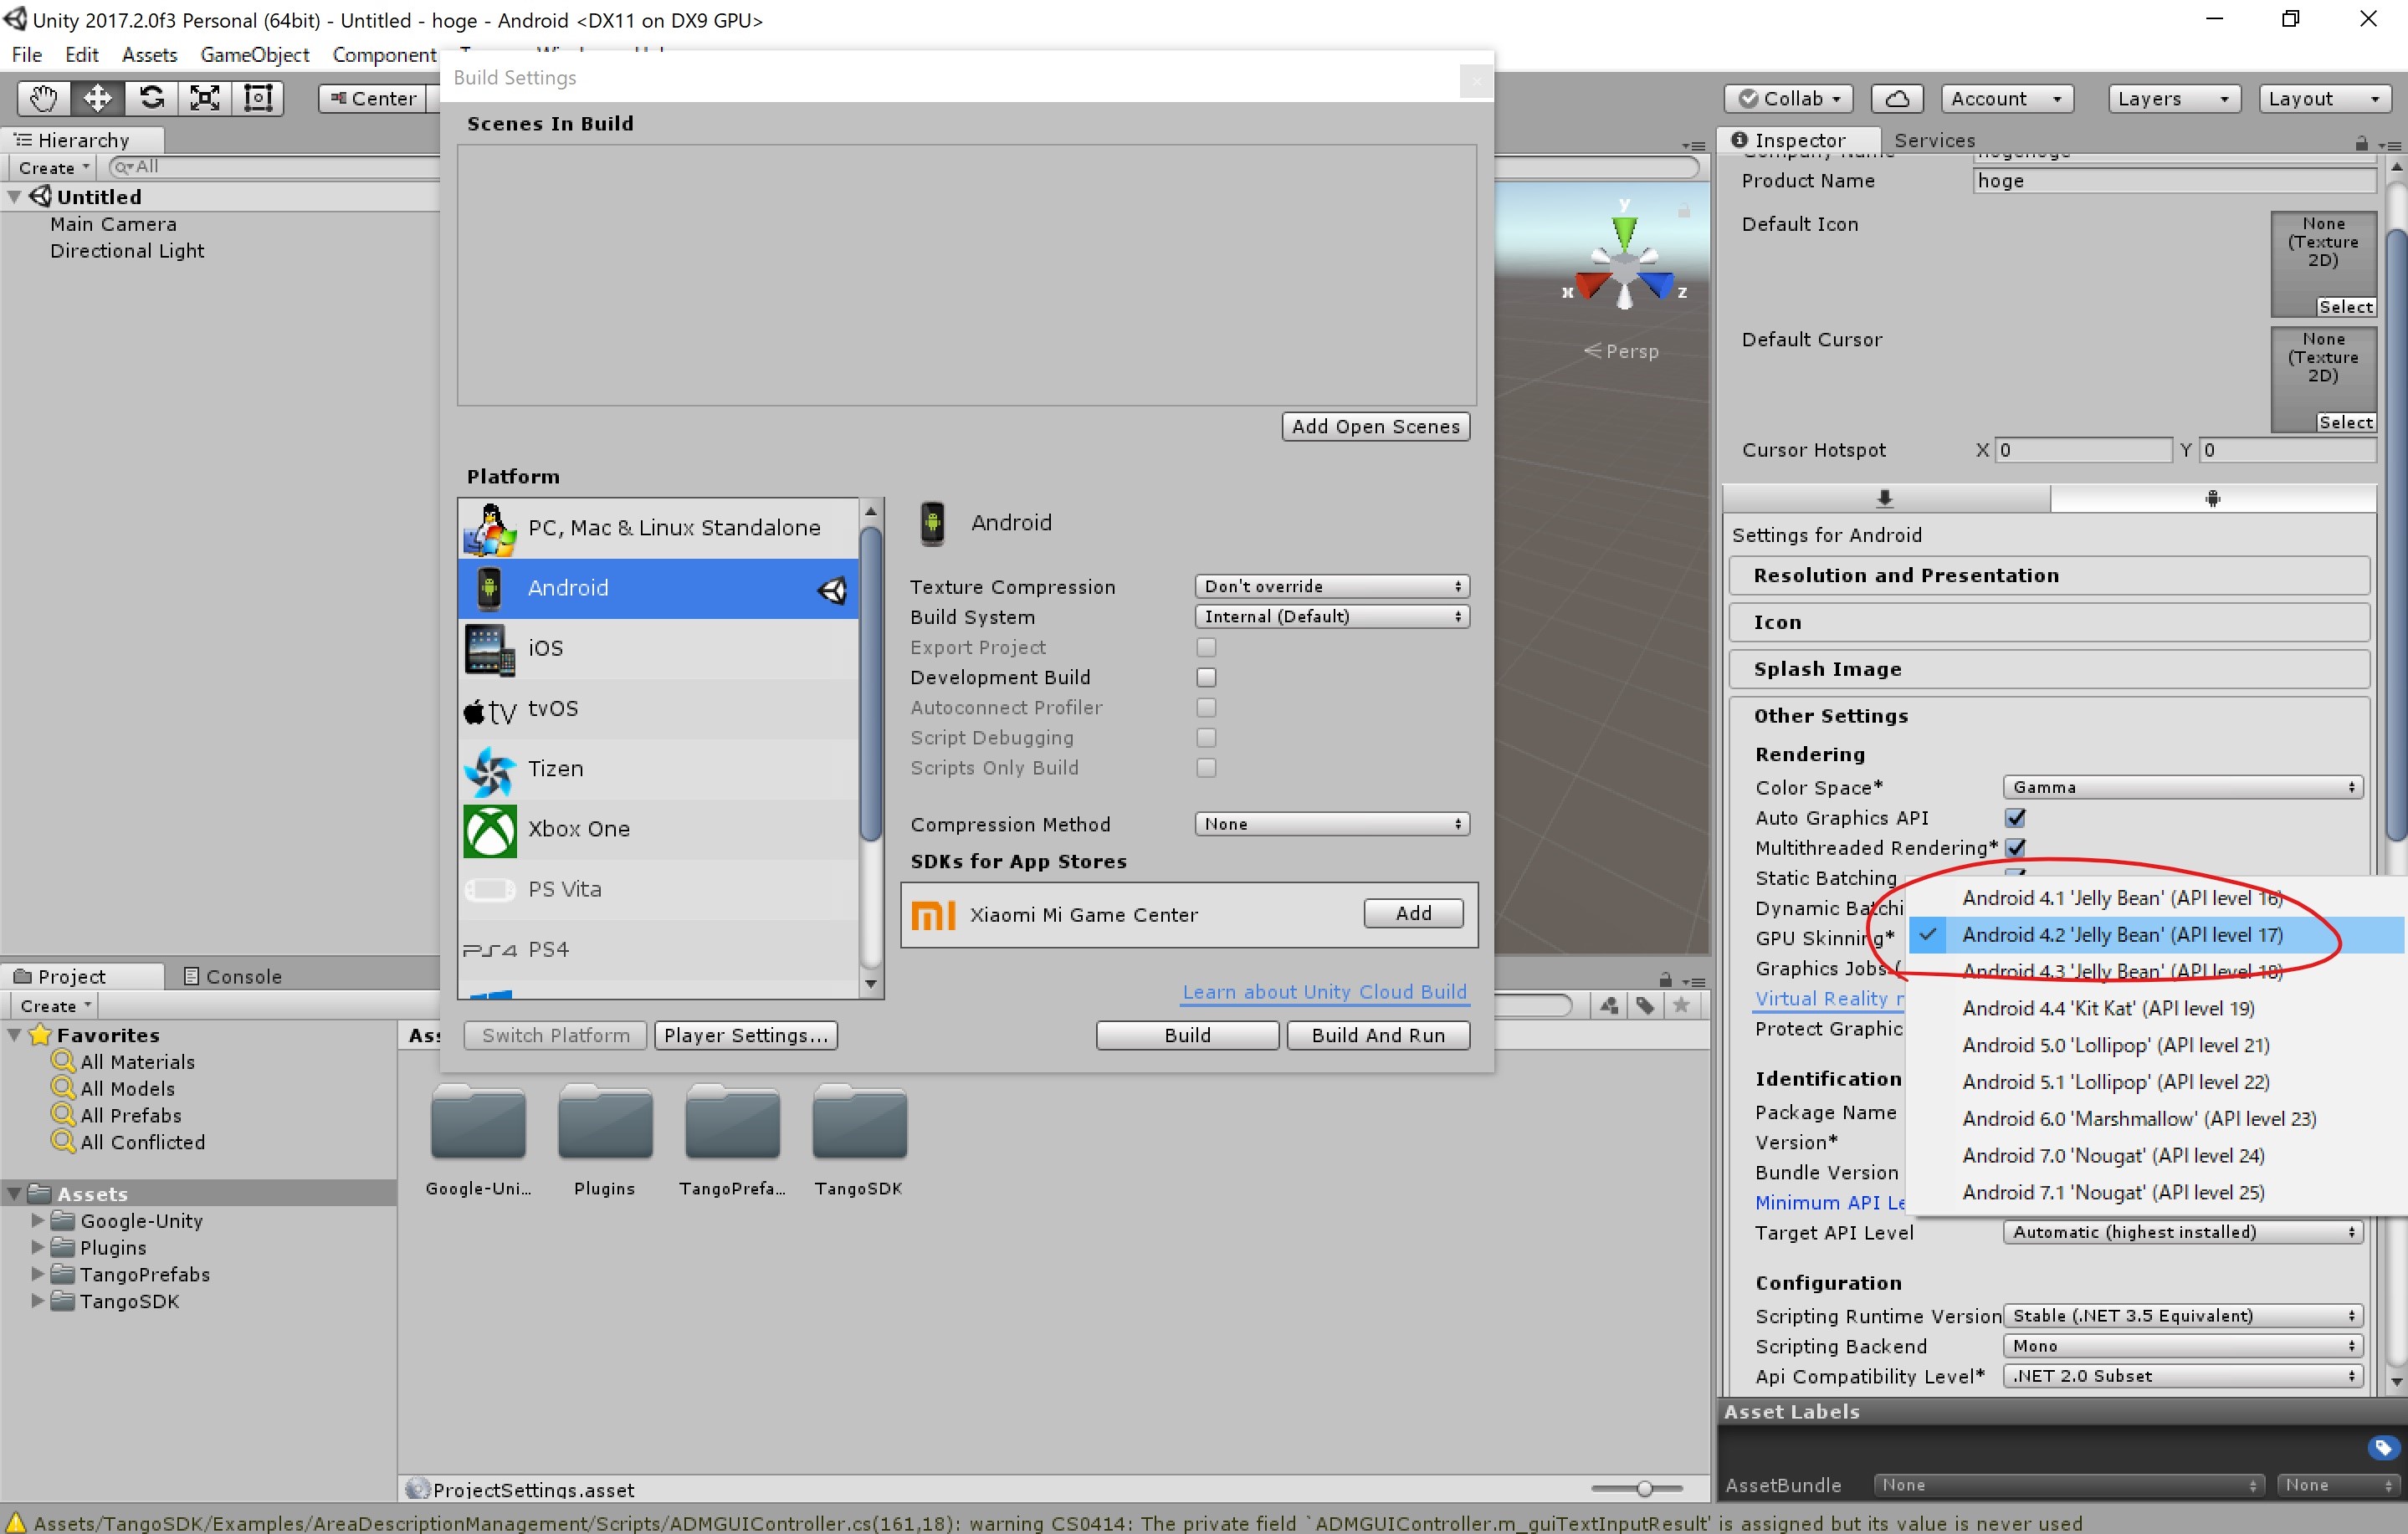 Unity 2017.2.0f3 Personal (64bit) - Untitled - hoge - Android <DX11 on DX9 GPU>
File Edit Assets GameObject Component
Center
Collab
Account
Layers
Layout
Hierarchy
Create
All
Untitled
Main Camera
Directional Light
Build Settings
Scenes In Build
Add Open Scenes
Platform
PC, Mac & Linux Standalone
Android
iOS
tvOS
Tizen
Xbox One
PS Vita
PS4
Switch Platform
Player Settings...
Android
Texture Compression Don't override
Build System Internal (Default)
Export Project
Development Build
Autoconnect Profiler
Script Debugging
Scripts Only Build
Compression Method None
SDKs for App Stores
Xiaomi Mi Game Center Add
Learn about Unity Cloud Build
Build
Build And Run
y
x
z
Persp
Inspector
Services
Product Name hoge
Default Icon
None
(Texture
2D)
Select
Default Cursor
None
(Texture
2D)
Select
Cursor Hotspot X 0 Y 0
Settings for Android
Resolution and Presentation
Icon
Splash Image
Other Settings
Rendering
Color Space* Gamma
Auto Graphics API
Multithreaded Rendering*
Static Batching
Dynamic Batchi
GPU Skinning*
Graphics Jobs (
Virtual Reality
Protect Graphic
Identification
Package Name
Version*
Bundle Version
Minimum API Le
Android 4.1 'Jelly Bean' (API level 16)
Android 4.2 'Jelly Bean' (API level 17)
Android 4.3 'Jelly Bean' (API level 18)
Android 4.4 'Kit Kat' (API level 19)
Android 5.0 'Lollipop' (API level 21)
Android 5.1 'Lollipop' (API level 22)
Android 6.0 'Marshmallow' (API level 23)
Android 7.0 'Nougat' (API level 24)
Android 7.1 'Nougat' (API level 25)
Target API Level Automatic (highest installed)
Configuration
Scripting Runtime Version Stable (.NET 3.5 Equivalent)
Scripting Backend Mono
Api Compatibility Level* .NET 2.0 Subset
Asset Labels
AssetBundle None None
Project
Console
Create
Favorites
All Materials
All Models
All Prefabs
All Conflicted
Assets
Google-Unity
Plugins
TangoPrefabs
TangoSDK
Ass
Google-Uni...
Plugins
TangoPrefa...
TangoSDK
ProjectSettings.asset
Assets/TangoSDK/Examples/AreaDescriptionManagement/Scripts/ADMGUIController.cs(161,18): warning CS0414: The private field `ADMGUIController.m_guiTextInputResult' is assigned but its value is never used